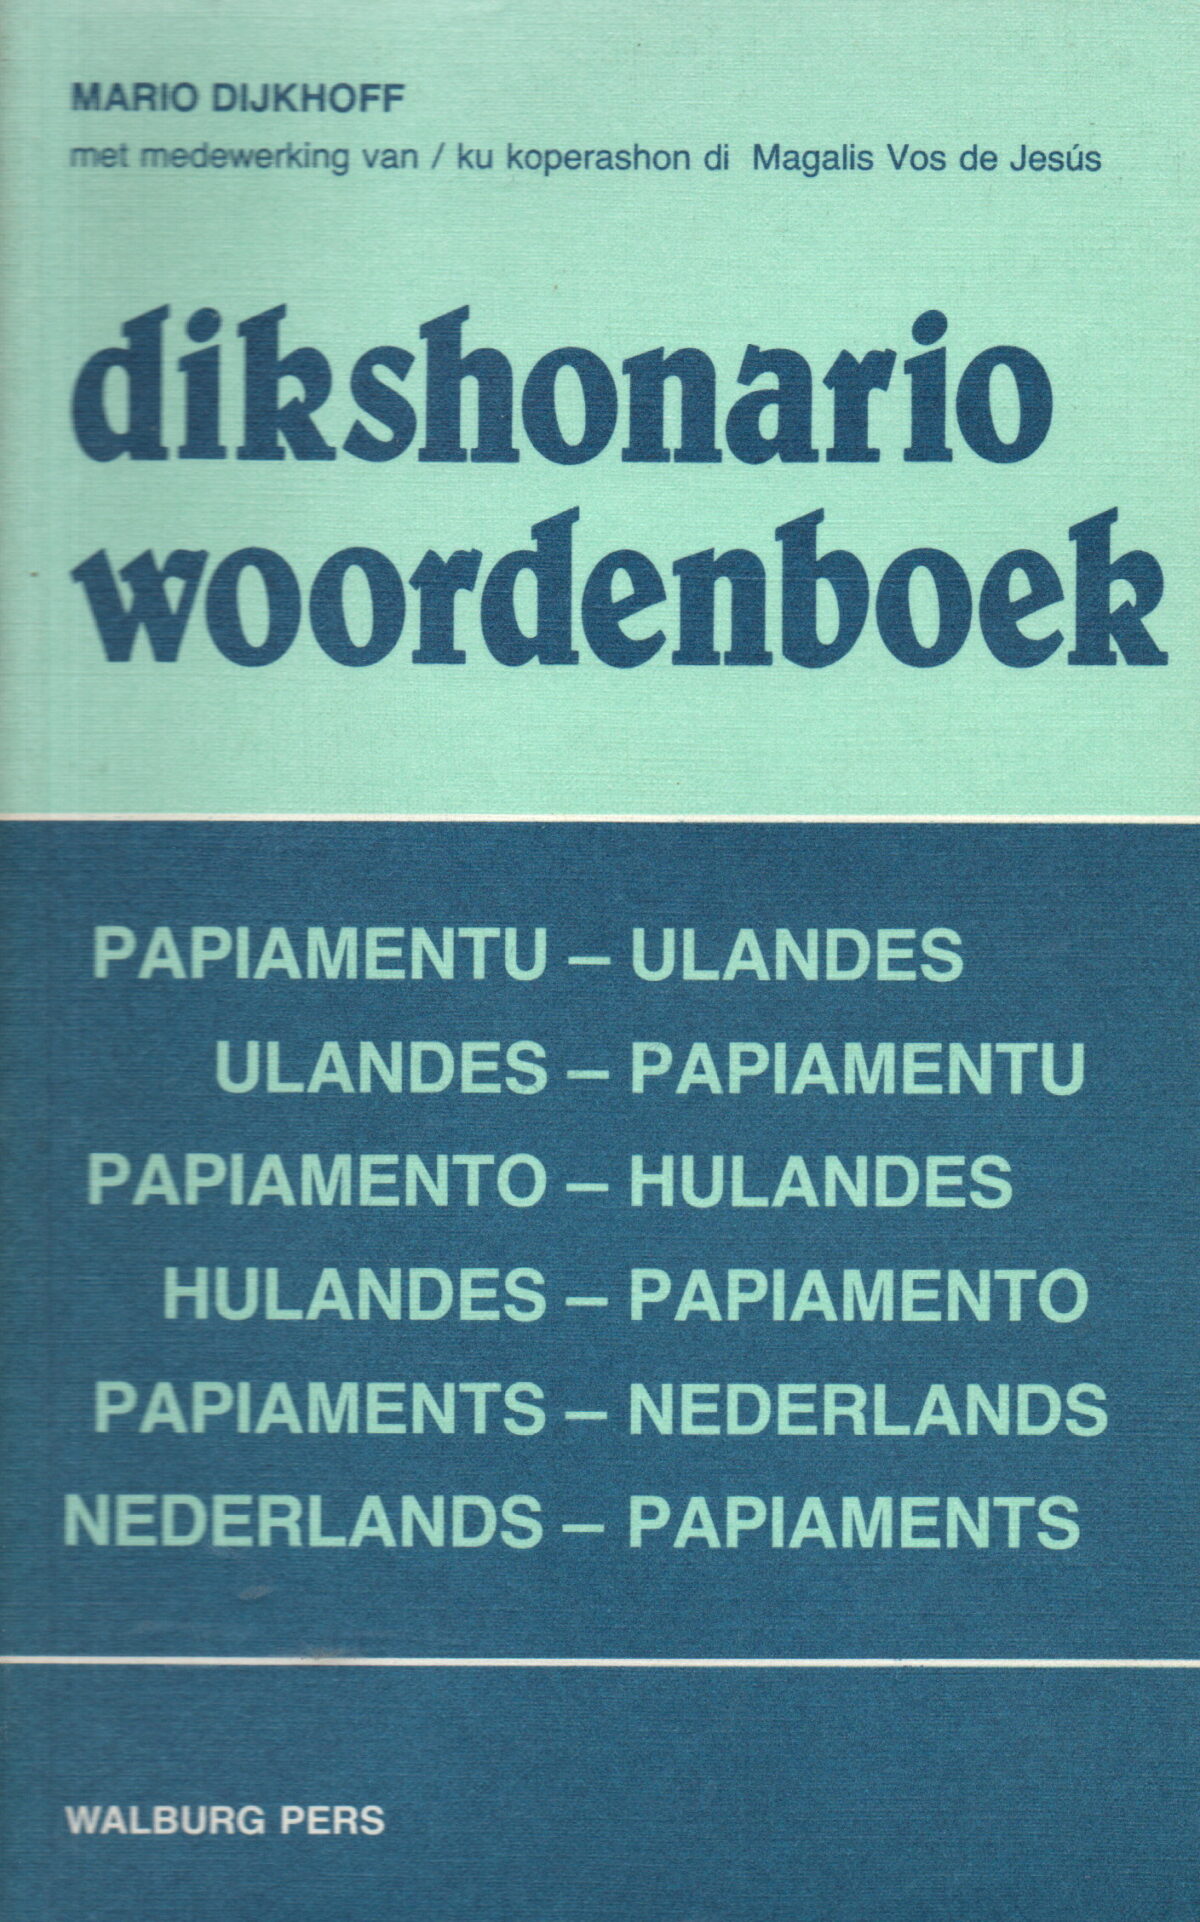 MARIO DIJKHOFF
met medewerking van / ku koperashon di Magalis Vos de Jesús
dikshonario
woordenboek
PAPIAMENTU – ULANDES
ULANDES – PAPIAMENTU
PAPIAMENTO – HULANDES
HULANDES – PAPIAMENTO
PAPIAMENTS – NEDERLANDS
NEDERLANDS – PAPIAMENTS
WALBURG PERS